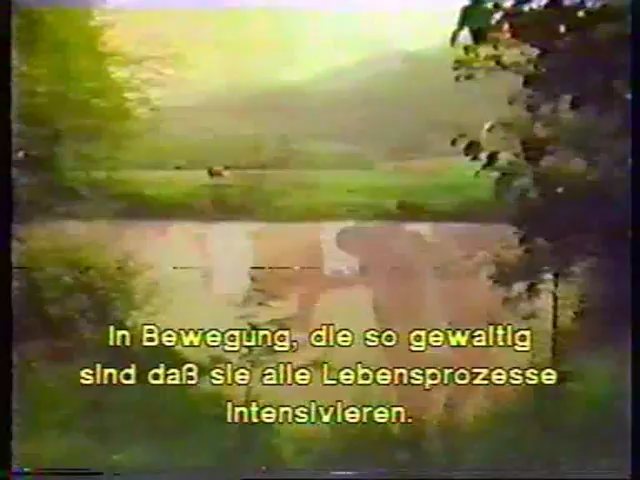 in Bewegung, die so gewaltig
sind daß sie alle Lebensprozesse
intensivieren.